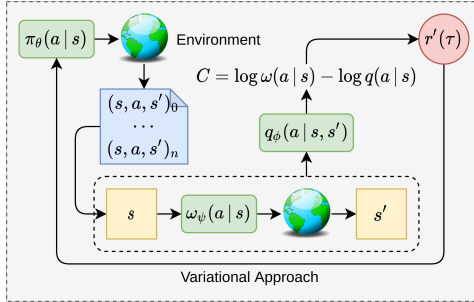 π_θ(a | s)
Environment
r′(τ)
C = log ω(a | s) − log q(a | s)
(s, a, s′)_0
...
(s, a, s′)_n
q_ϕ(a | s, s′)
s
ω_ψ(a | s)
s′
Variational Approach